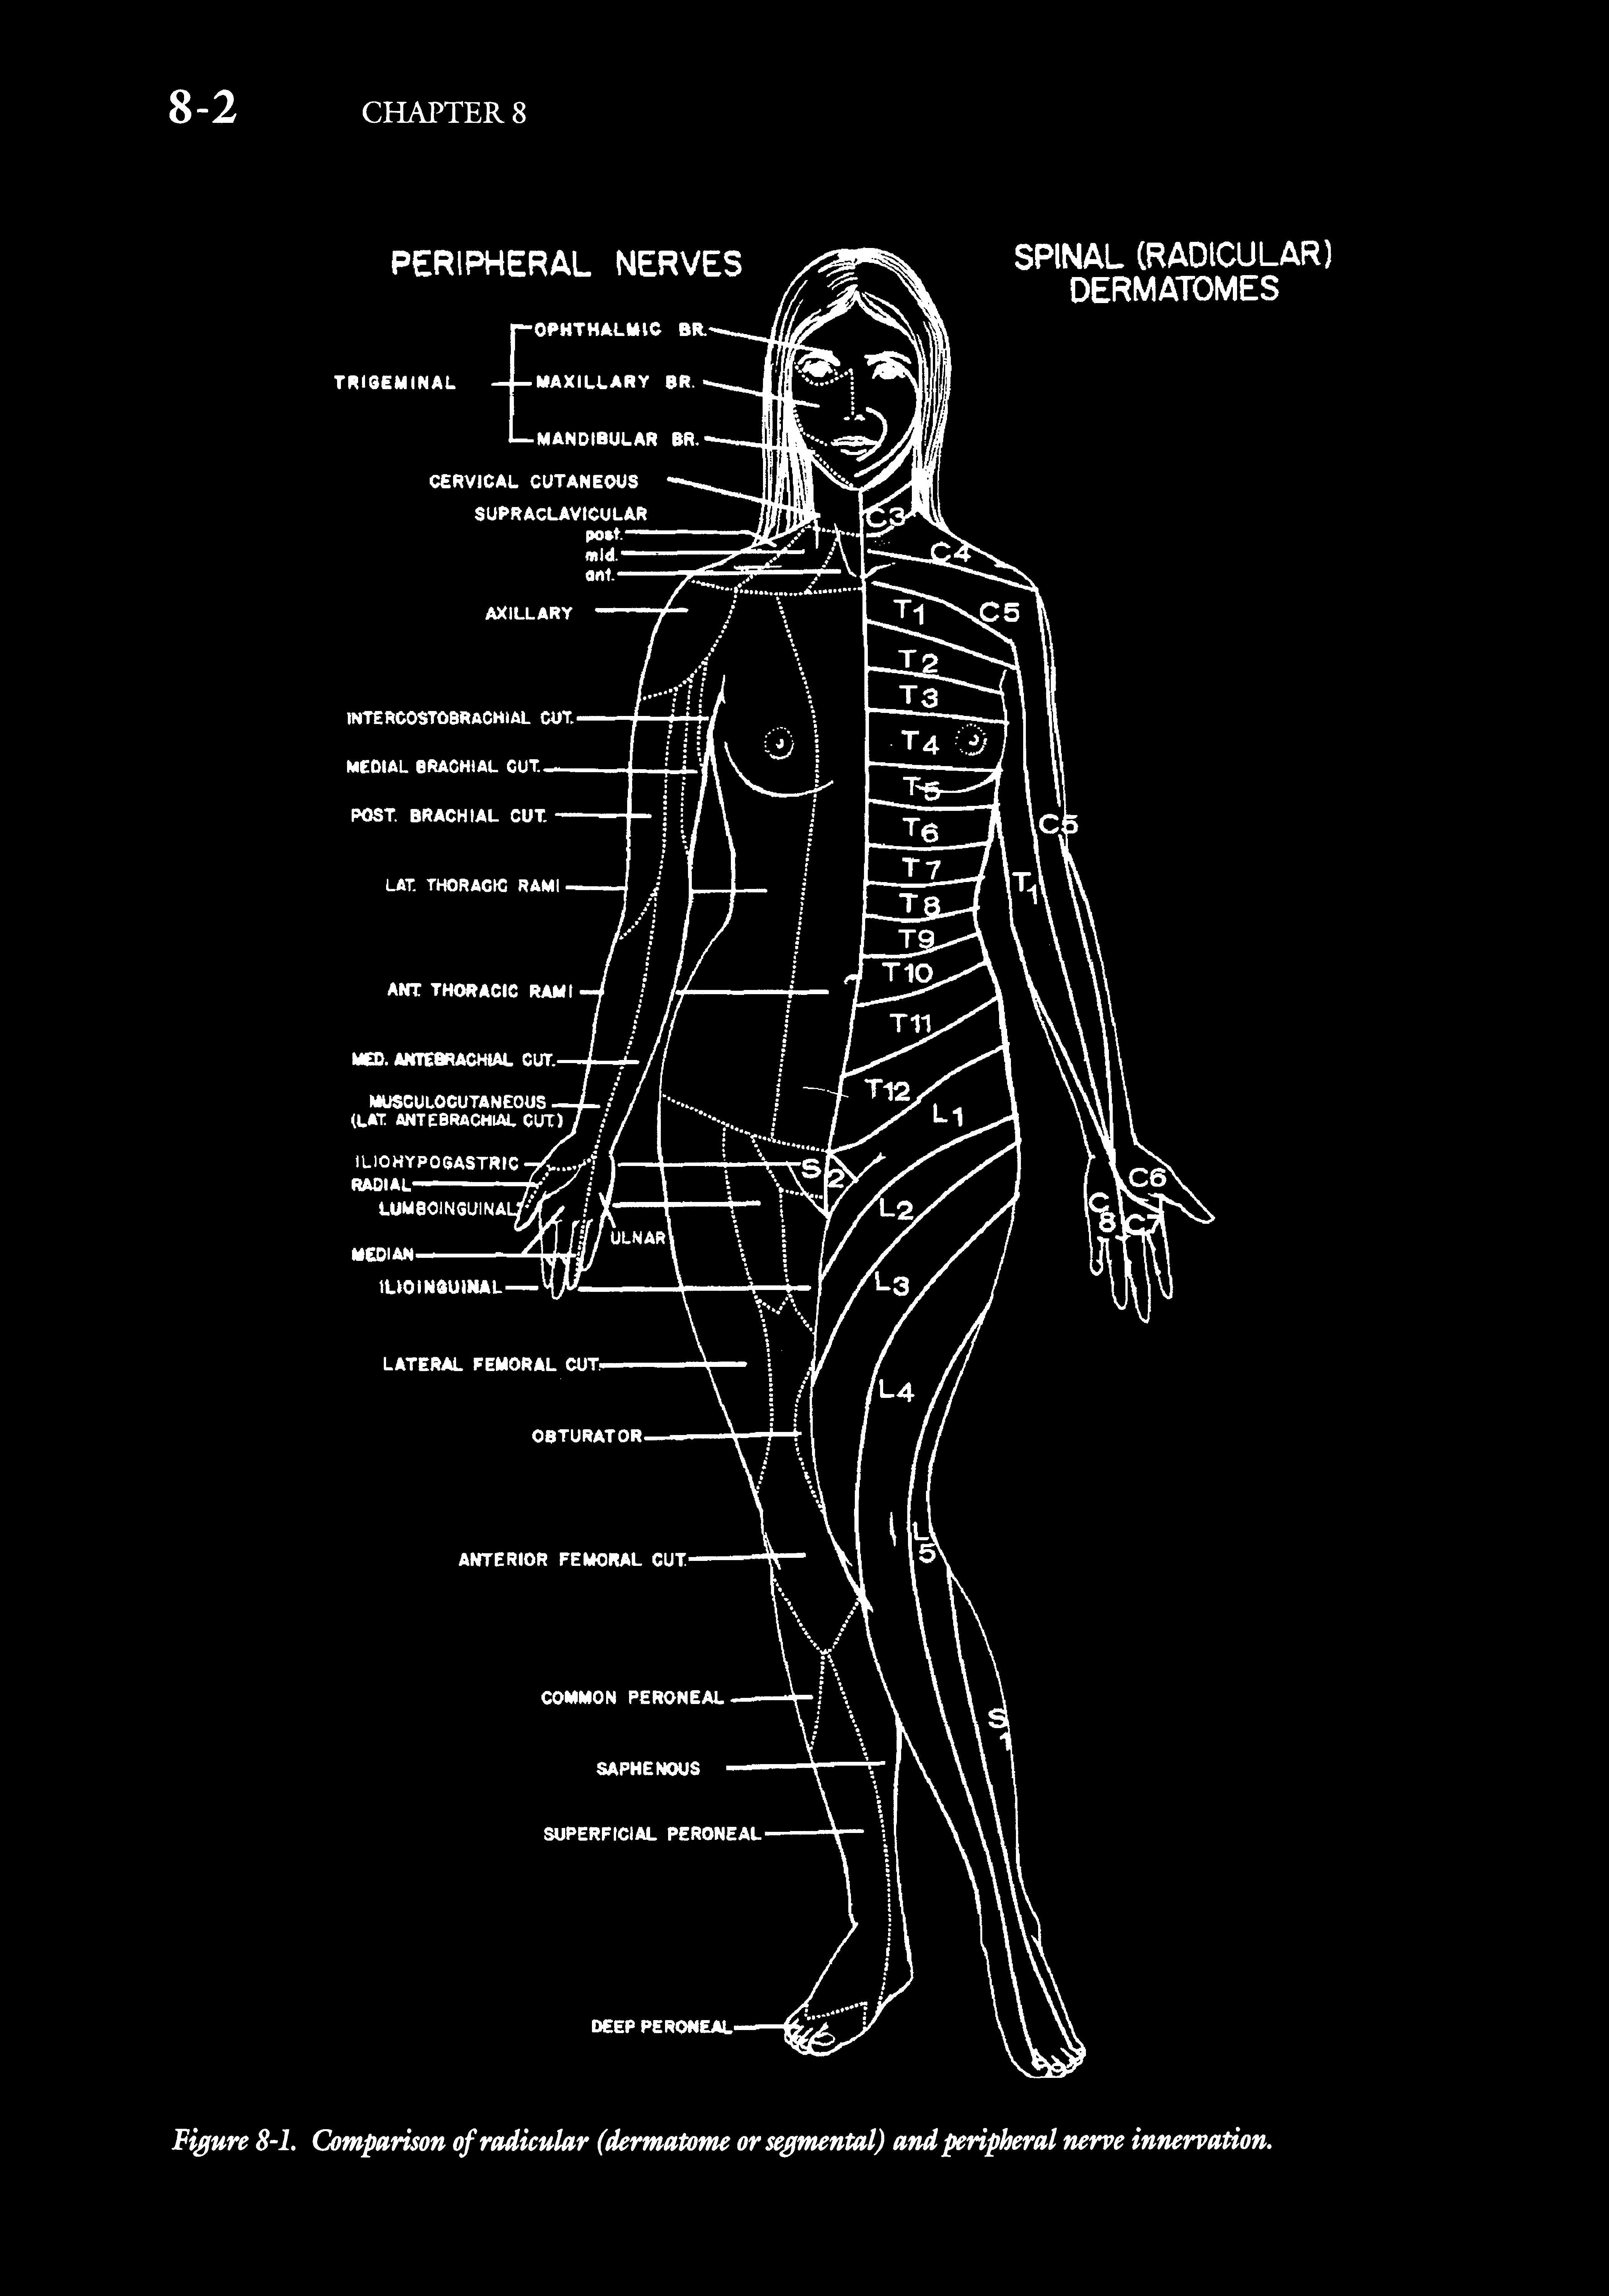 8-2 CHAPTER 8
PERIPHERAL NERVES
SPINAL (RADICULAR)
DERMATOMES
OPHTHALMIC BR.
TRIGEMINAL
MAXILLARY BR.
MANDIBULAR BR.
CERVICAL CUTANEOUS
SUPRACLAVICULAR
post.
mid.
ant.
AXILLARY
INTERCOSTOBRACHIAL CUT.
MEDIAL BRACHIAL CUT.
POST. BRACHIAL CUT.
LAT. THORACIC RAMI
ANT. THORACIC RAMI
MED. ANTEBRACHIAL CUT.
MUSCULOCUTANEOUS
(LAT. ANTEBRACHIAL CUT.)
ILIOHYPOGASTRIC
RADIAL
LUMBOINGUINAL
ULNAR
MEDIAN
ILIOINGUINAL
LATERAL FEMORAL CUT.
OBTURATOR
ANTERIOR FEMORAL CUT.
COMMON PERONEAL
SAPHENOUS
SUPERFICIAL PERONEAL
DEEP PERONEAL
C3
C4
T1
C5
T2
T3
T4
T5
T6
C5
T7
T1
T8
T9
T10
T11
T12
L1
S2
C6
L2
C8
C7
L3
L4
L5
S1
Figure 8-1. Comparison of radicular (dermatome or segmental) and peripheral nerve innervation.